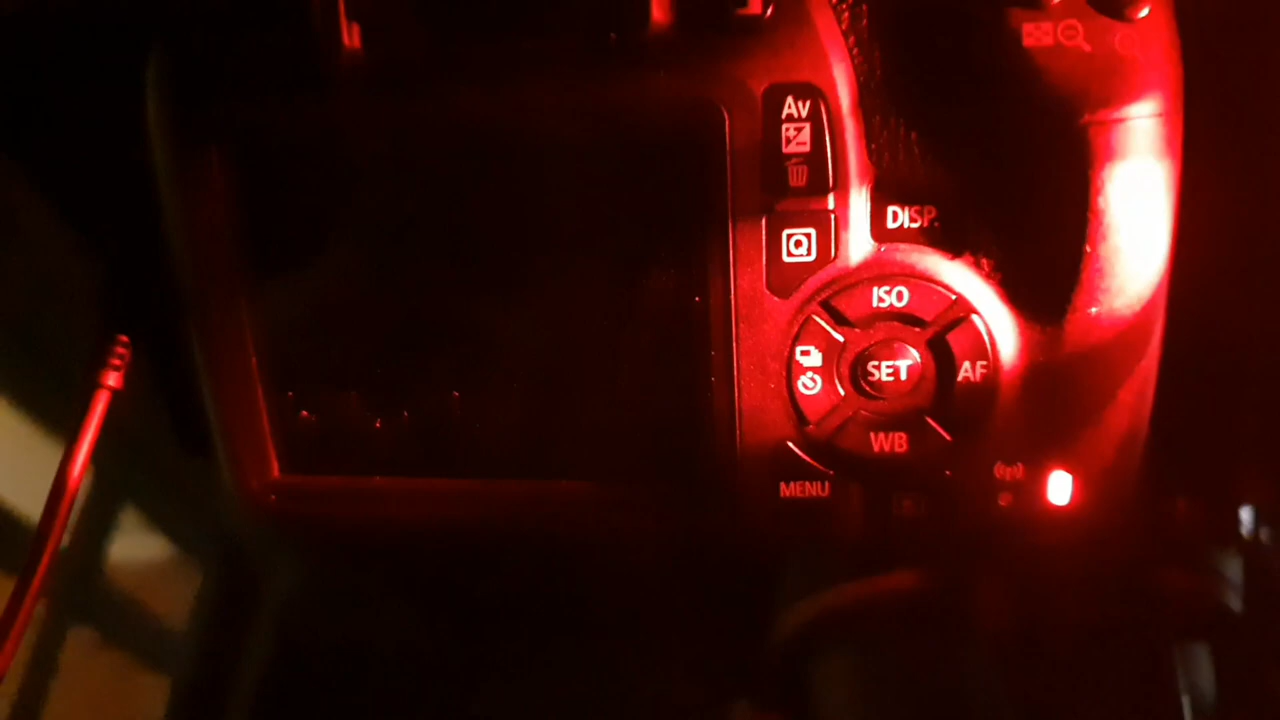 Av
Q
DISP.
ISO
SET
AF
WB
MENU